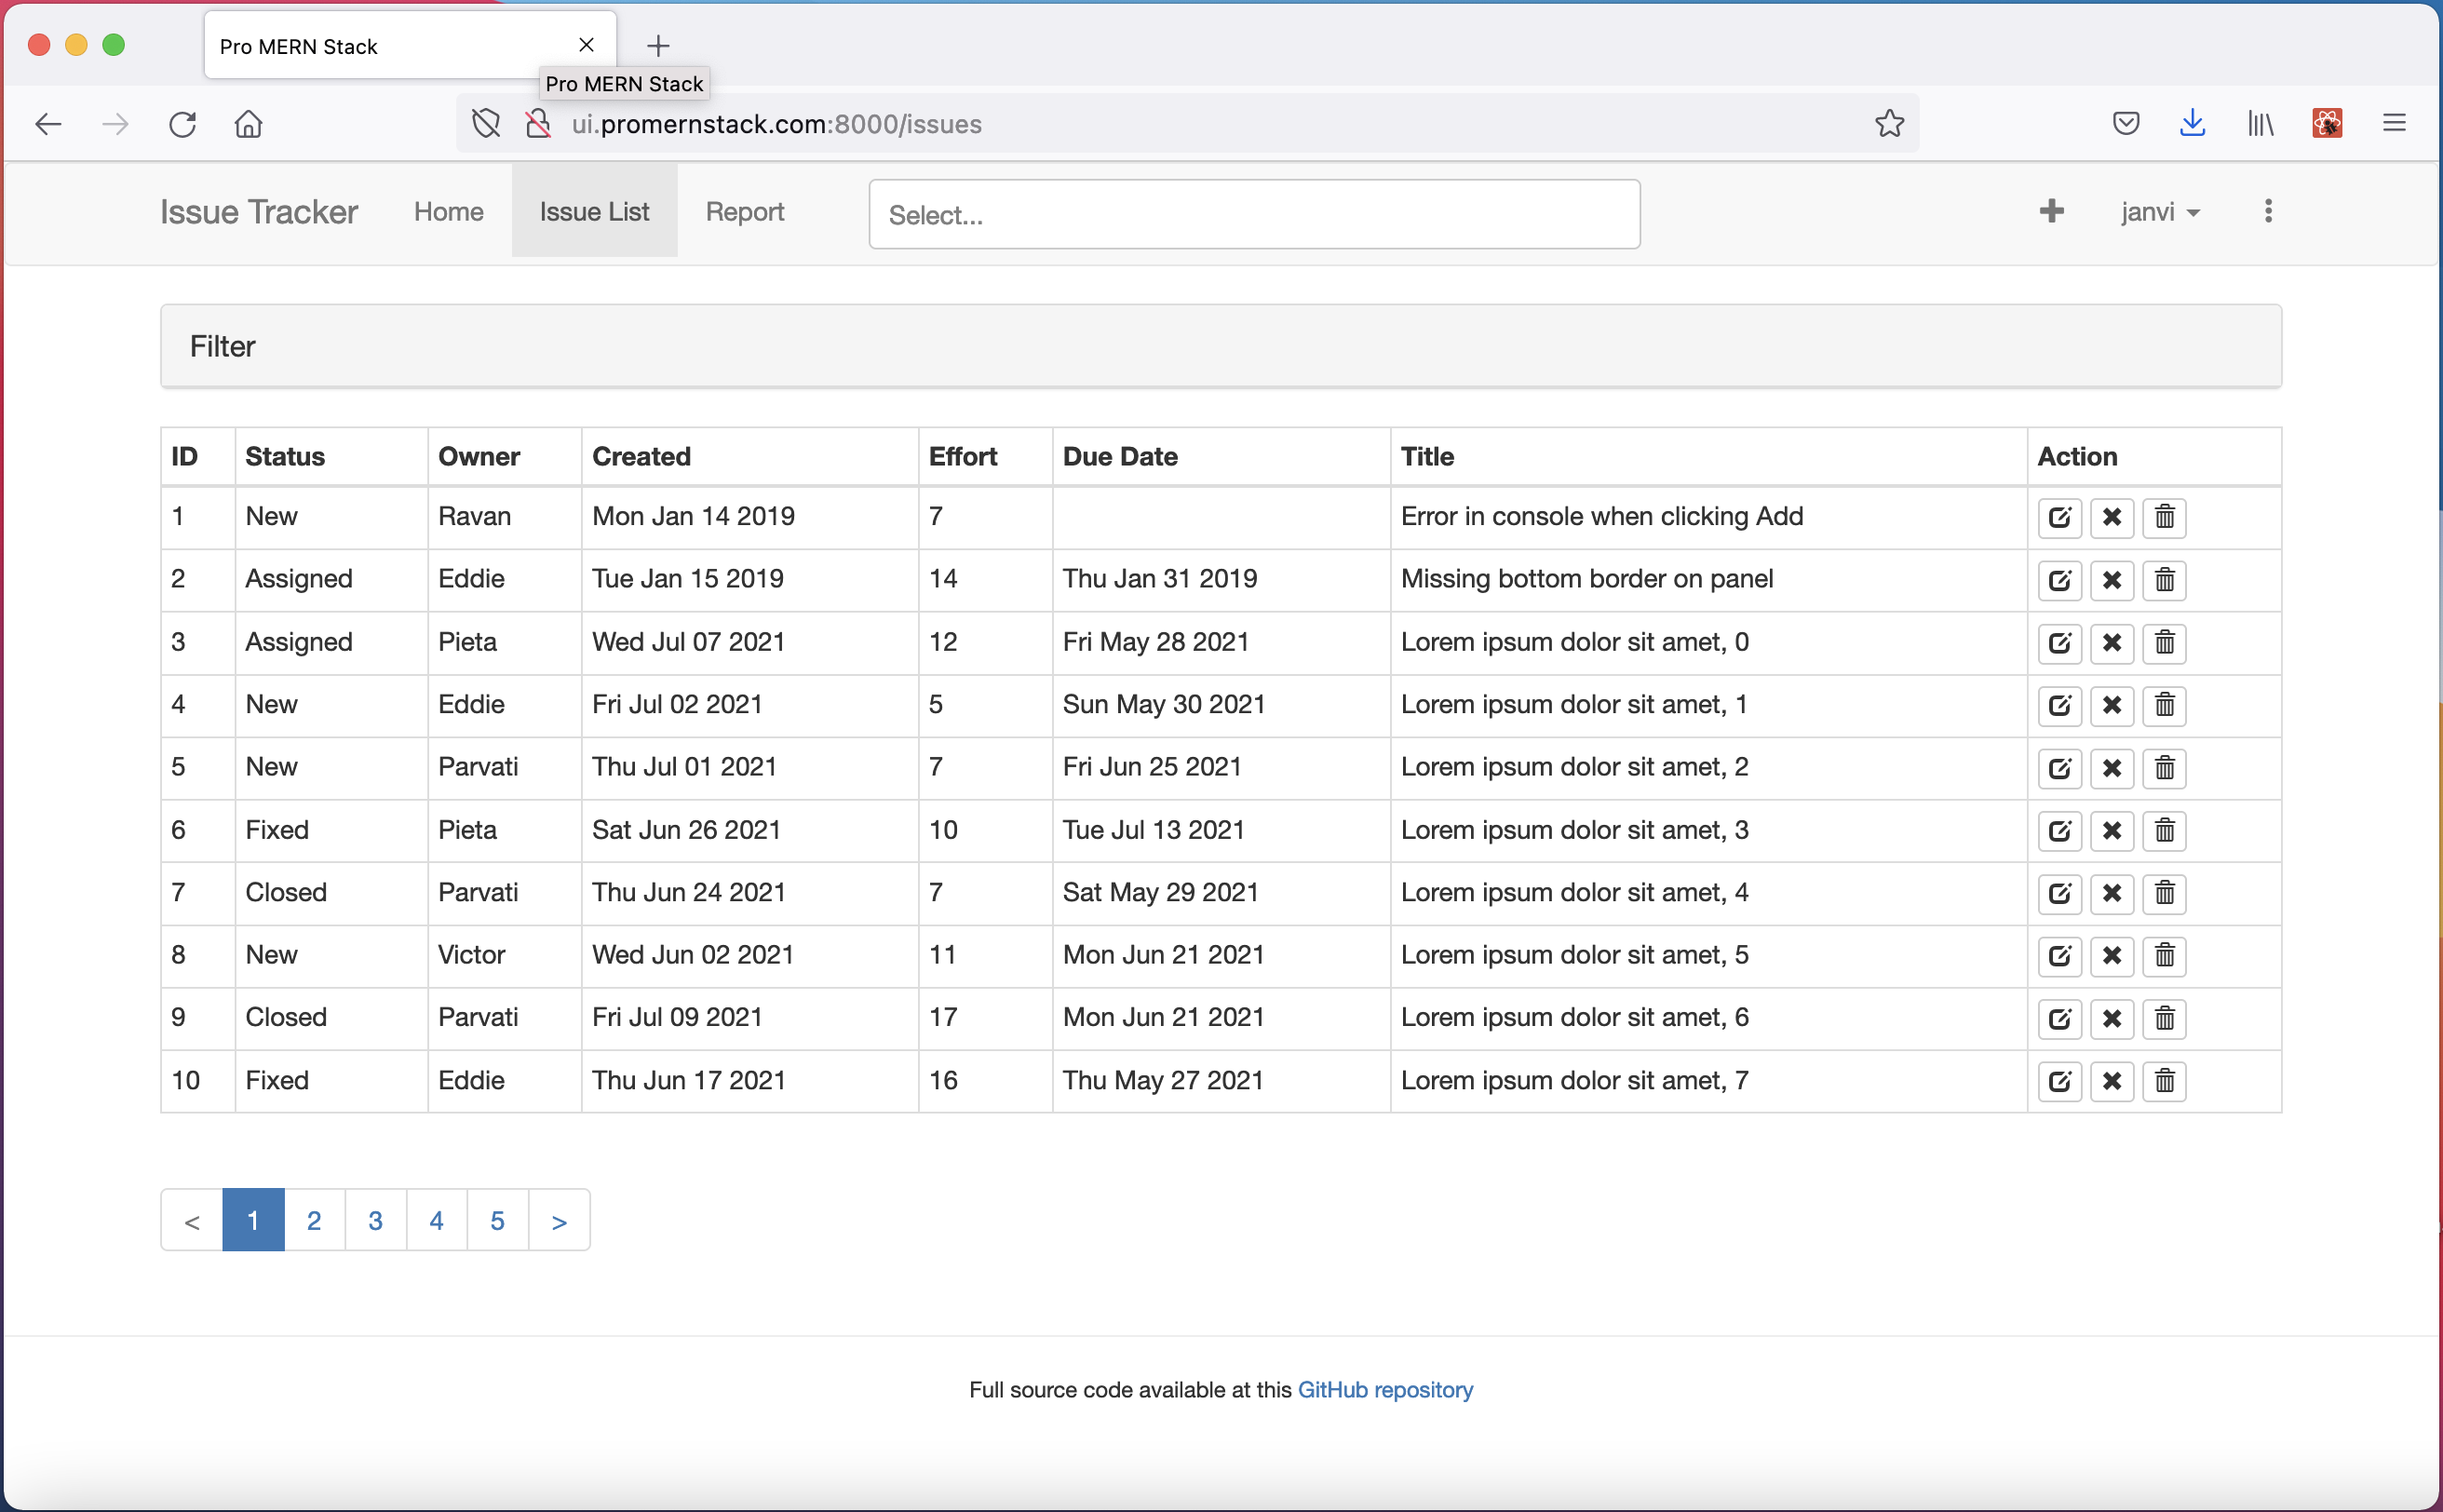 Pro MERN Stack
Pro MERN Stack
ui.promernstack.com:8000/issues
Issue Tracker Home Issue List Report Select... janvi
Filter
ID Status Owner Created Effort Due Date Title Action
1 New Ravan Mon Jan 14 2019 7 Error in console when clicking Add
2 Assigned Eddie Tue Jan 15 2019 14 Thu Jan 31 2019 Missing bottom border on panel
3 Assigned Pieta Wed Jul 07 2021 12 Fri May 28 2021 Lorem ipsum dolor sit amet, 0
4 New Eddie Fri Jul 02 2021 5 Sun May 30 2021 Lorem ipsum dolor sit amet, 1
5 New Parvati Thu Jul 01 2021 7 Fri Jun 25 2021 Lorem ipsum dolor sit amet, 2
6 Fixed Pieta Sat Jun 26 2021 10 Tue Jul 13 2021 Lorem ipsum dolor sit amet, 3
7 Closed Parvati Thu Jun 24 2021 7 Sat May 29 2021 Lorem ipsum dolor sit amet, 4
8 New Victor Wed Jun 02 2021 11 Mon Jun 21 2021 Lorem ipsum dolor sit amet, 5
9 Closed Parvati Fri Jul 09 2021 17 Mon Jun 21 2021 Lorem ipsum dolor sit amet, 6
10 Fixed Eddie Thu Jun 17 2021 16 Thu May 27 2021 Lorem ipsum dolor sit amet, 7
< 1 2 3 4 5 >
Full source code available at this GitHub repository